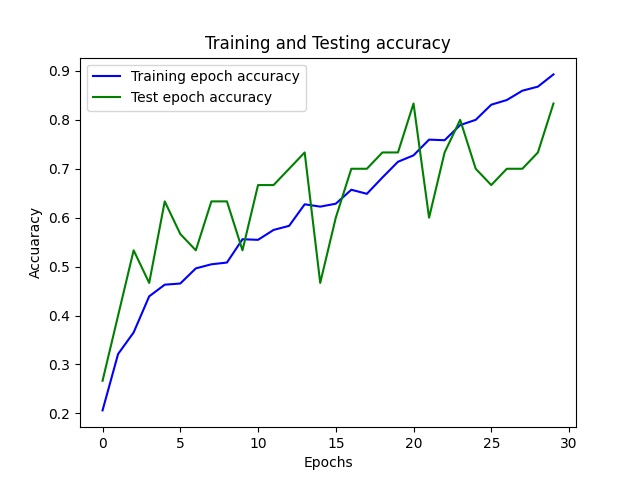 Training and Testing accuracy
Training epoch accuracy
Test epoch accuracy
0.9
0.8
0.7
0.6
0.5
0.4
0.3
0.2
Accuaracy
0 5 10 15 20 25 30
Epochs